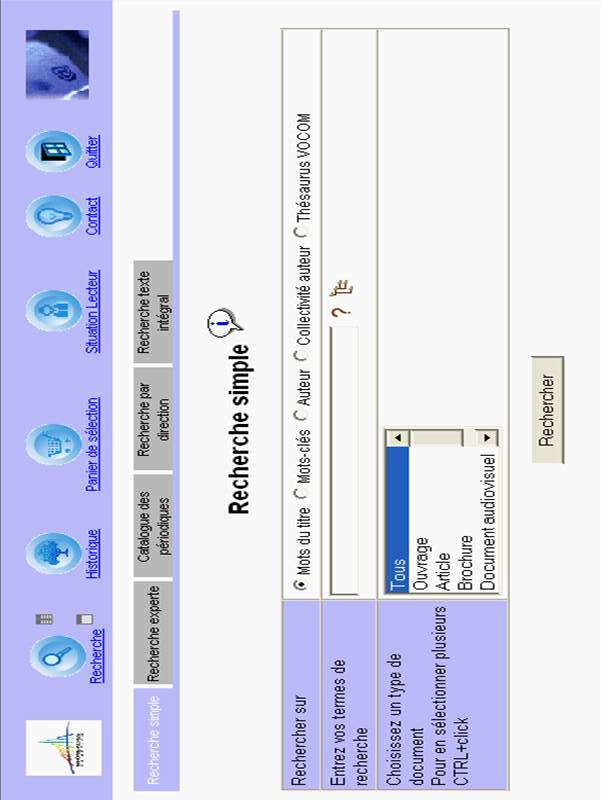 Recherche
Historique
Panier de sélection
Situation Lecteur
Contact
Quitter
Recherche simple
Recherche experte
Catalogue des
périodiques
Recherche par
direction
Recherche texte
intégral
Recherche simple
Rechercher sur
Mots du titre Mots-clés Auteur Collectivité auteur Thésaurus VOCOM
Entrez vos termes de
recherche
?
Choisissez un type de
document
Pour en sélectionner plusieurs
CTRL+click
Tous
Ouvrage
Article
Brochure
Document audiovisuel
Rechercher